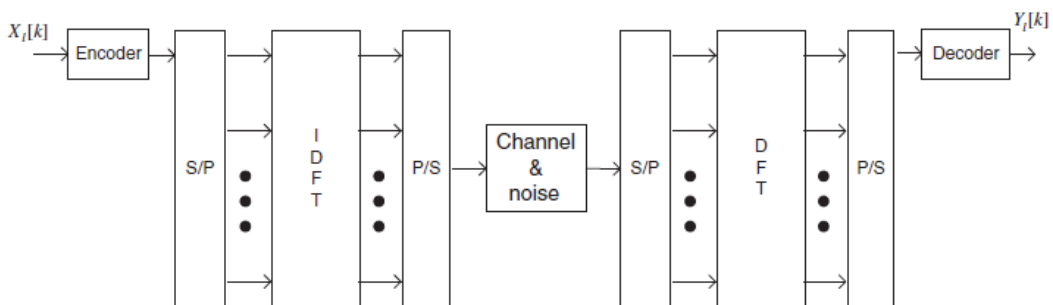 X_l[k]
Encoder
S/P
I
D
F
T
P/S
Channel
&
noise
S/P
D
F
T
P/S
Decoder
Y_l[k]